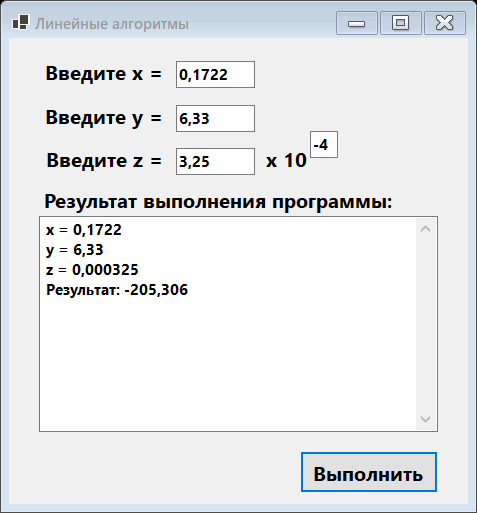 Линейные алгоритмы
Введите x = 0,1722
Введите y = 6,33
Введите z = 3,25 x 10 -4
Результат выполнения программы:
x = 0,1722
y = 6,33
z = 0,000325
Результат: -205,306
Выполнить